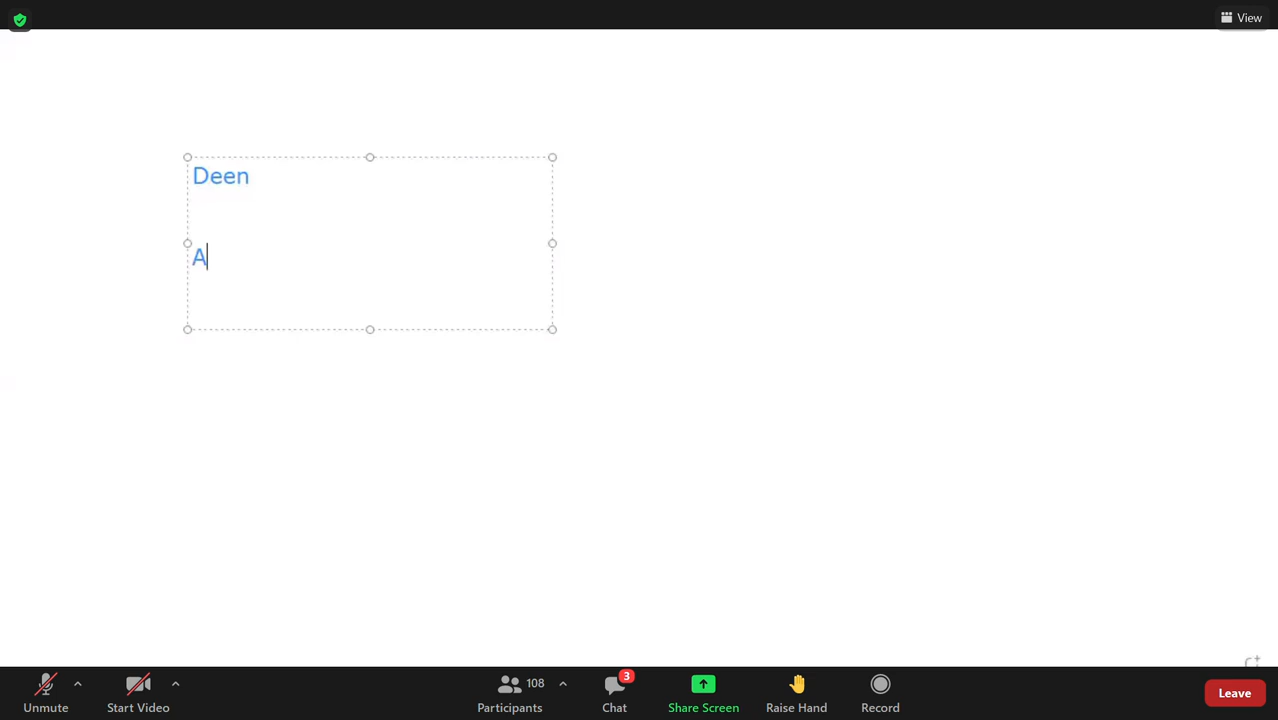 View
Deen
A
3
108
Unmute
Start Video
Participants
Chat
Share Screen
Raise Hand
Record
Leave